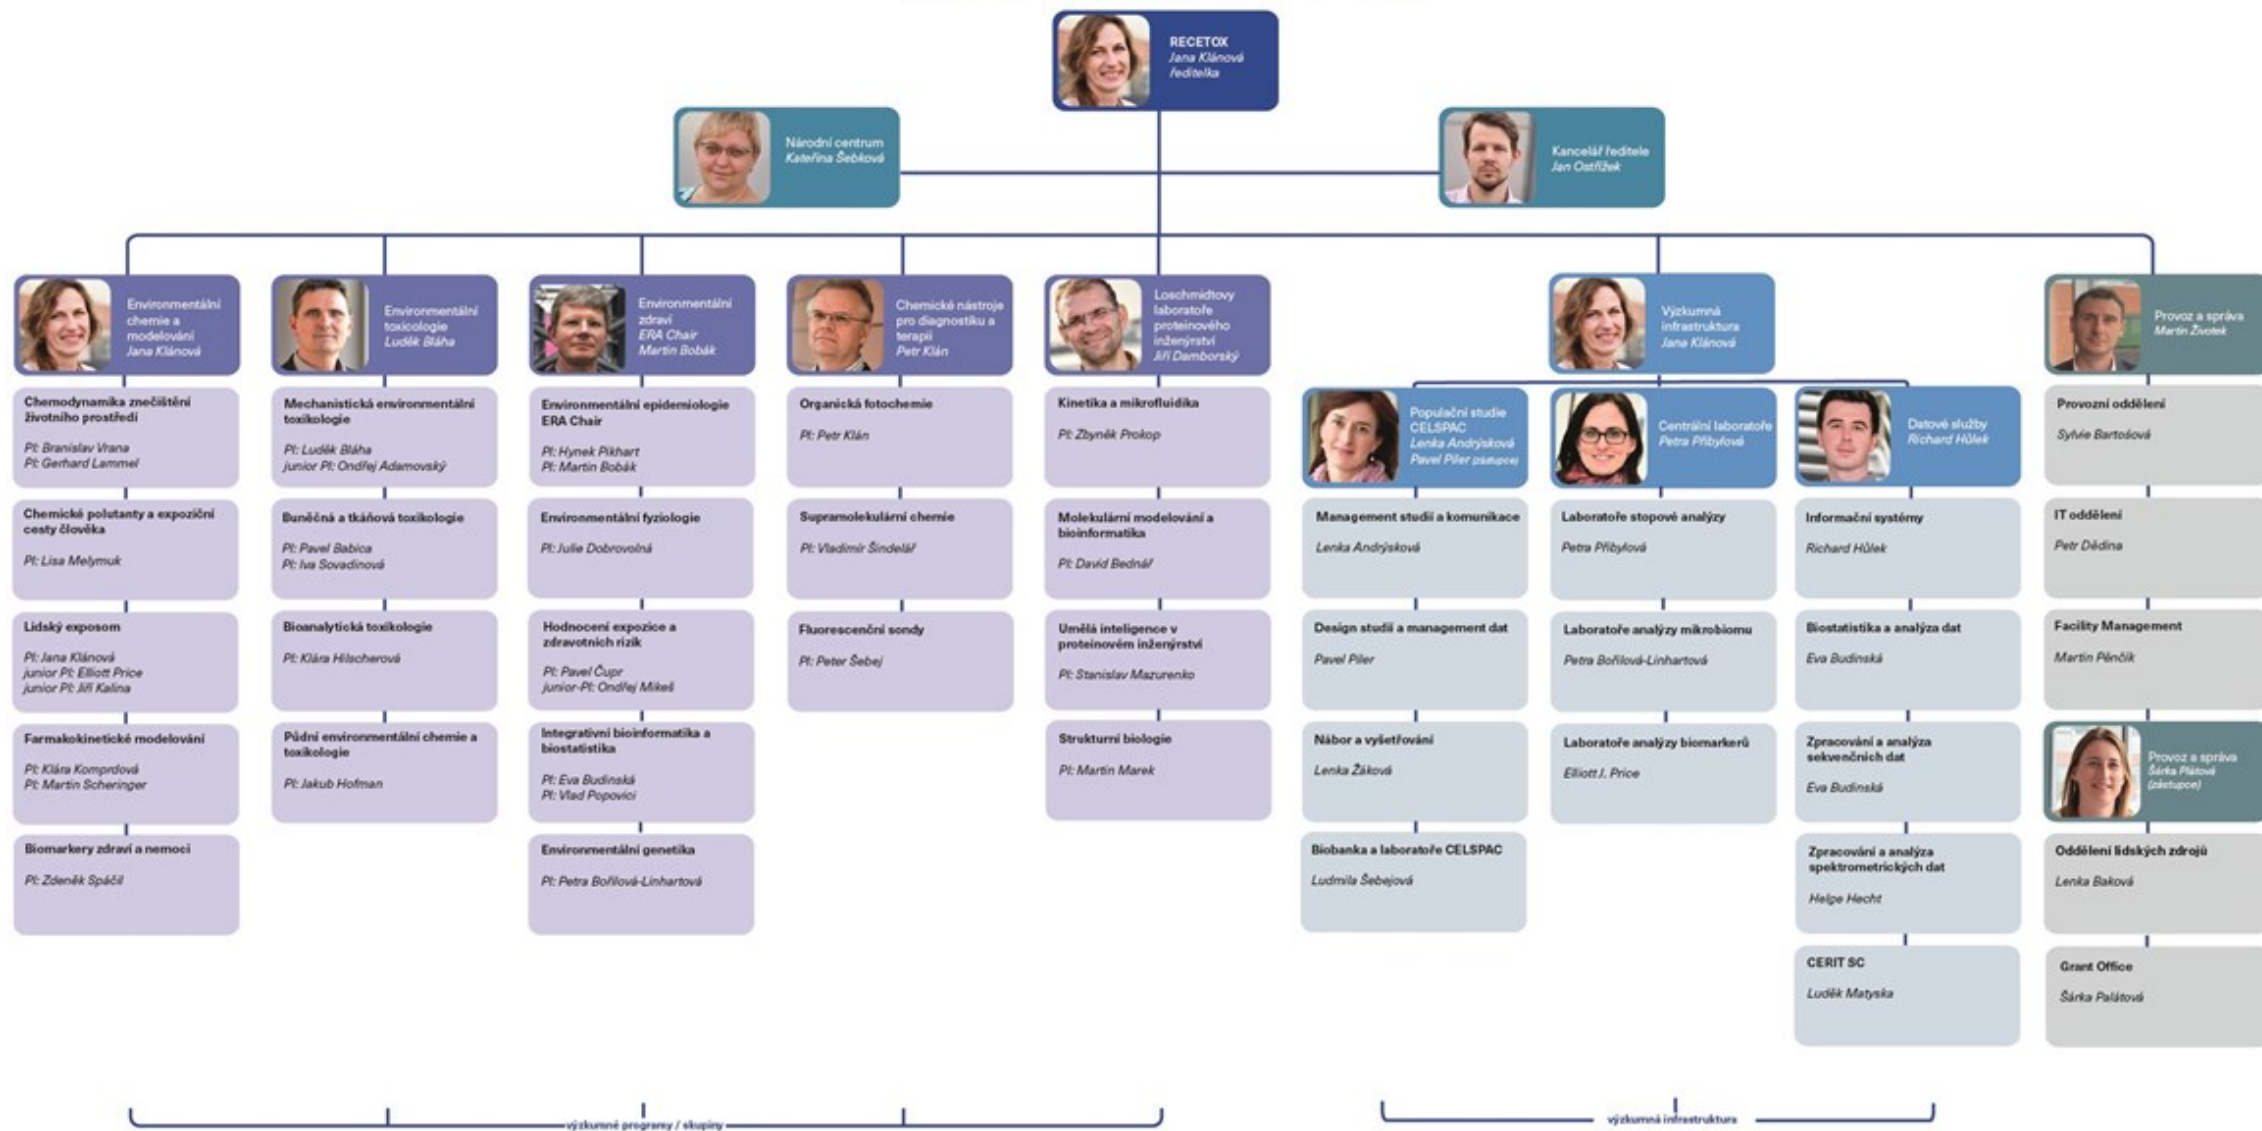 RECETOX
Jana Klánová
ředitelka
Národní centrum
Kateřina Šebková
Kancelář ředitele
Jan Ostřížek
Environmentální
chemie a
modelování
Jana Klánová
Chemodynamika znečištění
životního prostředí
PI: Branislav Vrana
PI: Gerhard Lammel
Chemické polutanty a expoziční
cesty člověka
PI: Lisa Melymuk
Lidský exposom
PI: Jana Klánová
junior PI: Elliott Price
junior PI: Jiří Kalina
Farmakokinetické modelování
PI: Klára Komprdová
PI: Martin Scheringer
Biomarkery zdraví a nemoci
PI: Zdeněk Spáčil
Environmentální
toxicologie
Luděk Bláha
Mechanistická environmentální
toxikologie
PI: Luděk Bláha
junior PI: Ondřej Adamovský
Buněčná a tkáňová toxikologie
PI: Pavel Babica
PI: Iva Sovadinová
Bioanalytická toxikologie
PI: Klára Hilscherová
Půdní environmentální chemie a
toxikologie
PI: Jakub Hofman
Environmentální
zdraví
ERA Chair
Martin Bobák
Environmentální epidemiologie
ERA Chair
PI: Hynek Pikhart
PI: Martin Bobák
Environmentální fyziologie
PI: Julie Dobrovolná
Hodnocení expozice a
zdravotních rizik
PI: Pavel Čupr
junior-PI: Ondřej Mikeš
Integrativní bioinformatika a
biostatistika
PI: Eva Budinská
PI: Vlad Popovici
Environmentální genetika
PI: Petra Bořilová-Linhartová
Chemické nástroje
pro diagnostiku a
terapii
Petr Klán
Organická fotochemie
PI: Petr Klán
Supramolekulární chemie
PI: Vladimír Šindelář
Fluorescenční sondy
PI: Peter Šebej
Loschmidtovy
laboratoře
proteinového
inženýrství
Jiří Damborský
Kinetika a mikrofluidika
PI: Zbyněk Prokop
Molekulární modelování a
bioinformatika
PI: David Bednář
Umělá inteligence v
proteinovém inženýrství
PI: Stanislav Mazurenko
Strukturní biologie
PI: Martin Marek
Výzkumná
infrastruktura
Jana Klánová
Populační studie
CELSPAC
Lenka Andrýsková
Pavel Piler (zástupce)
Management studií a komunikace
Lenka Andrýsková
Design studií a management dat
Pavel Piler
Nábor a vyšetřování
Lenka Žáková
Biobanka a laboratoře CELSPAC
Ludmila Šebejová
Centrální laboratoře
Petra Přibylová
Laboratoře stopové analýzy
Petra Přibylová
Laboratoře analýzy mikrobiomu
Petra Bořilová-Linhartová
Laboratoře analýzy biomarkerů
Elliott J. Price
Datové služby
Richard Hůlek
Informační systémy
Richard Hůlek
Biostatistika a analýza dat
Eva Budinská
Zpracování a analýza
sekvenčních dat
Eva Budinská
Zpracování a analýza
spektrometrických dat
Helge Hecht
CERIT SC
Luděk Matyska
Provoz a správa
Martin Životek
Provozní oddělení
Sylvie Bartošová
IT oddělení
Petr Dědina
Facility Management
Martin Pěnčík
Provoz a správa
Šárka Plátová
(zástupce)
Oddělení lidských zdrojů
Lenka Baková
Grant Office
Šárka Palátová
výzkumné programy / skupiny
výzkumná infrastruktura